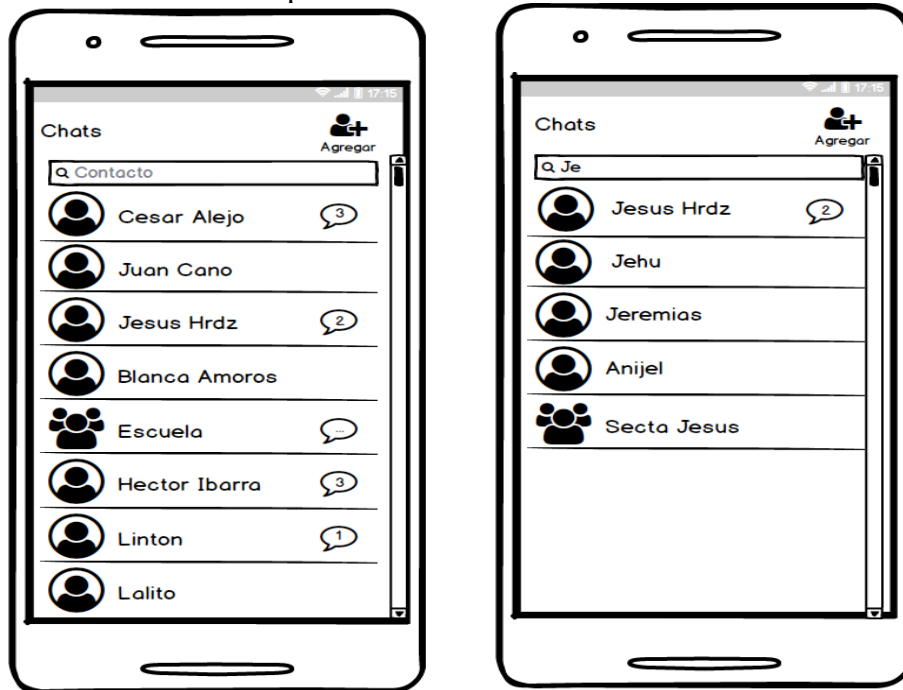 17:15
Chats
Agregar
Contacto
Cesar Alejo 3
Juan Cano
Jesus Hrdz 2
Blanca Amoros
Escuela ...
Hector Ibarra 3
Linton 1
Lalito
17:15
Chats
Agregar
Je
Jesus Hrdz 2
Jehu
Jeremias
Anijel
Secta Jesus